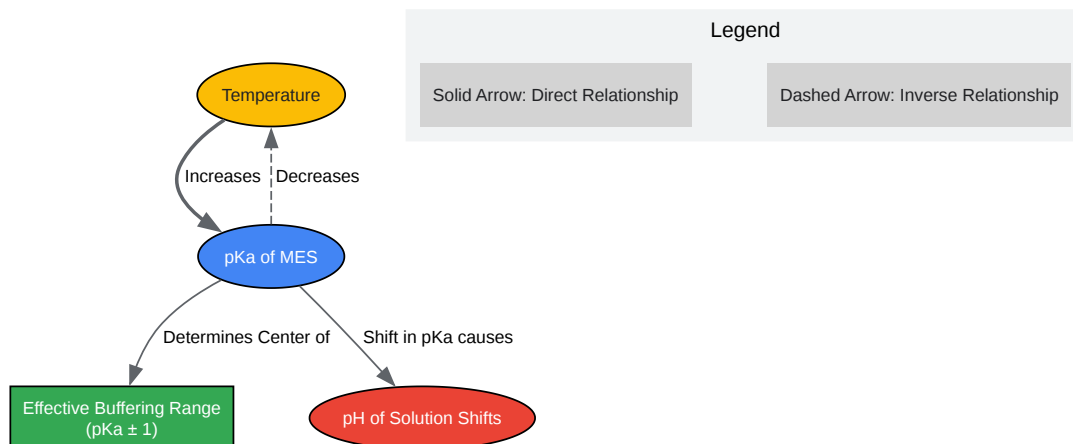 Legend
Solid Arrow: Direct Relationship
Dashed Arrow: Inverse Relationship
Temperature
Increases
Decreases
pKa of MES
Determines Center of
Shift in pKa causes
Effective Buffering Range
(pKa ± 1)
pH of Solution Shifts